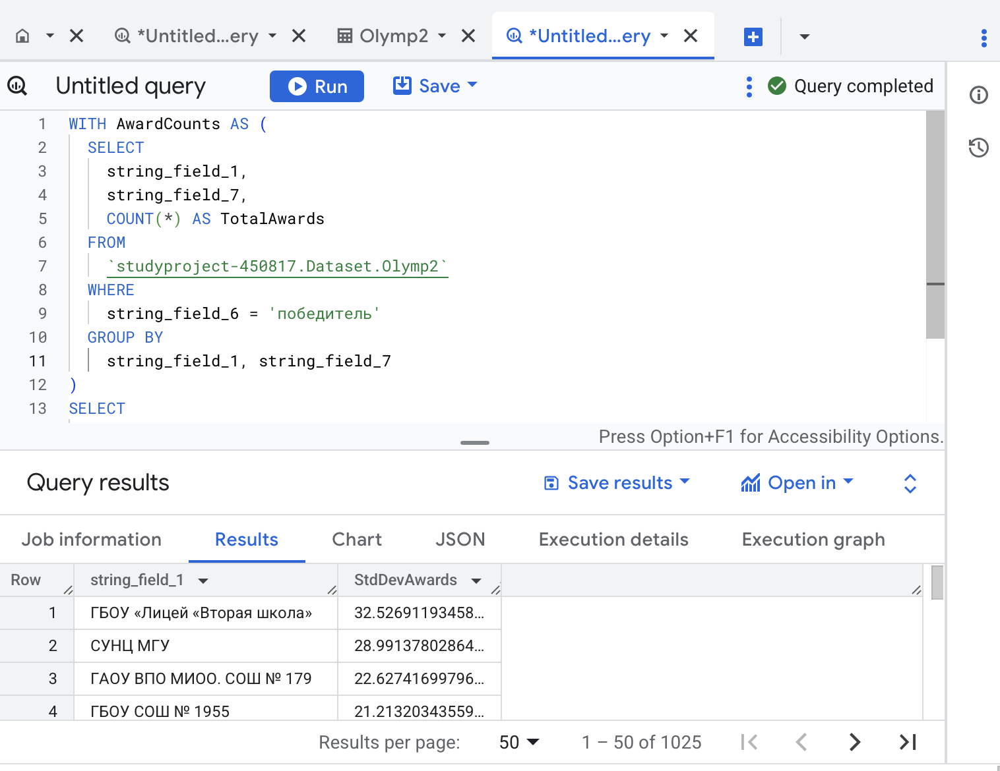 *Untitled...ery Olymp2 *Untitled...ery
Untitled query Run Save Query completed
1 WITH AwardCounts AS (
2 SELECT
3 string_field_1,
4 string_field_7,
5 COUNT(*) AS TotalAwards
6 FROM
7 `studyproject-450817.Dataset.Olymp2`
8 WHERE
9 string_field_6 = 'победитель'
10 GROUP BY
11 string_field_1, string_field_7
12 )
13 SELECT
Press Option+F1 for Accessibility Options.
Query results Save results Open in
Job information Results Chart JSON Execution details Execution graph
Row string_field_1 StdDevAwards
1 ГБОУ «Лицей «Вторая школа» 32.52691193458...
2 СУНЦ МГУ 28.99137802864...
3 ГАОУ ВПО МИОО. СОШ № 179 22.62741699796...
4 ГБОУ СОШ № 1955 21.21320343559...
Results per page: 50 1 – 50 of 1025